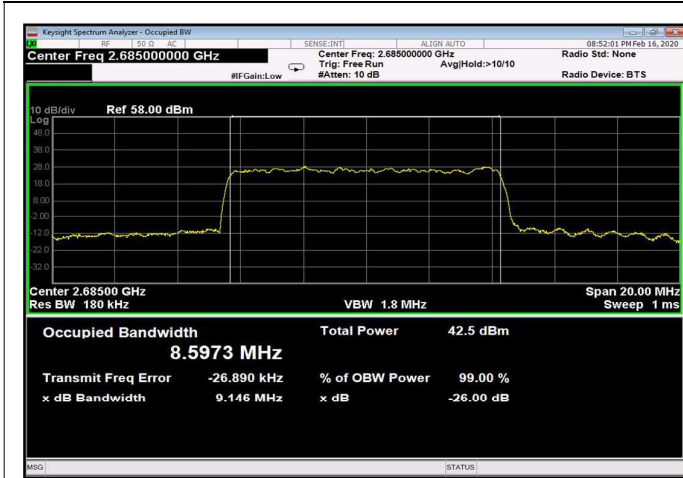 Keysight Spectrum Analyzer - Occupied BW
LXI RF 50 Ω AC SENSE:INT ALIGN AUTO 08:52:01 PM Feb 16, 2020
Center Freq 2.685000000 GHz Center Freq: 2.685000000 GHz Radio Std: None
Trig: Free Run Avg|Hold:>10/10
#IFGain:Low #Atten: 10 dB Radio Device: BTS
10 dB/div Ref 58.00 dBm
Log
48.0
38.0
28.0
18.0
8.00
-2.00
-12.0
-22.0
-32.0
Center 2.68500 GHz Span 20.00 MHz
Res BW 180 kHz VBW 1.8 MHz Sweep 1 ms
Occupied Bandwidth Total Power 42.5 dBm
8.5973 MHz
Transmit Freq Error -26.890 kHz % of OBW Power 99.00 %
x dB Bandwidth 9.146 MHz x dB -26.00 dB
MSG STATUS